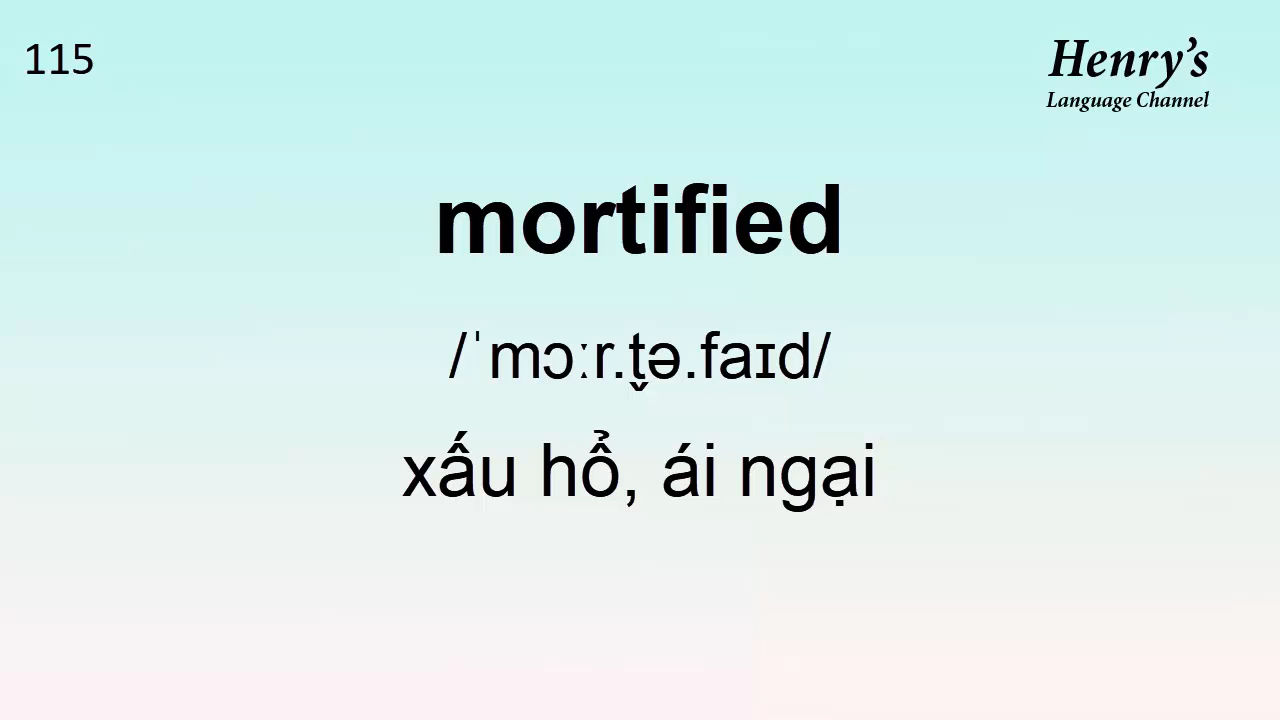 115
Henry's
Language Channel
mortified
/ˈmɔːr.t̬ə.faɪd/
xấu hổ, ái ngại